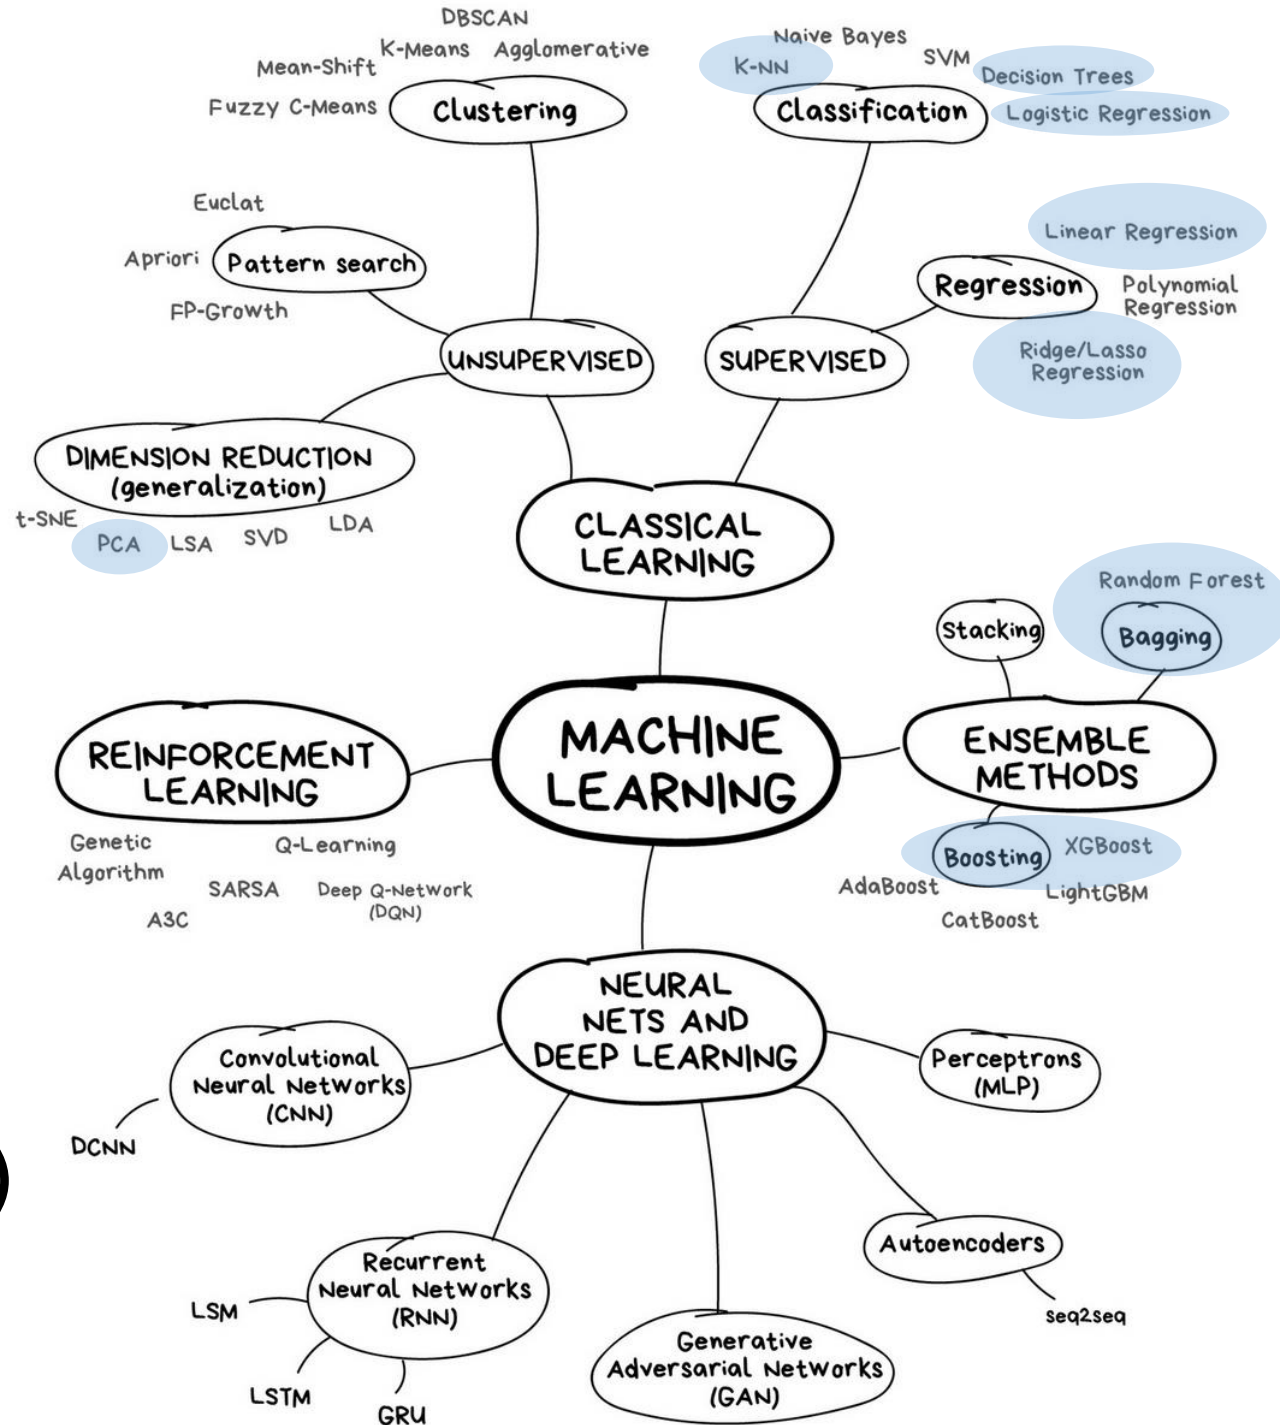 DBSCAN
K-Means
Agglomerative
Mean-Shift
Fuzzy C-Means
Clustering
Naive Bayes
K-NN
SVM
Decision Trees
Classification
Logistic Regression
Euclat
Apriori
Pattern search
FP-Growth
Linear Regression
Regression
Polynomial
Regression
Ridge/Lasso
Regression
UNSUPERVISED
SUPERVISED
DIMENSION REDUCTION
(generalization)
t-SNE
PCA
LSA
SVD
LDA
CLASSICAL
LEARNING
Random Forest
Stacking
Bagging
MACHINE
LEARNING
REINFORCEMENT
LEARNING
ENSEMBLE
METHODS
Genetic
Algorithm
Q-Learning
SARSA
Deep Q-Network
(DQN)
A3C
Boosting
XGBoost
AdaBoost
LightGBM
CatBoost
NEURAL
NETS AND
DEEP LEARNING
Convolutional
Neural Networks
(CNN)
DCNN
Perceptrons
(MLP)
Autoencoders
seq2seq
Recurrent
Neural Networks
(RNN)
LSM
LSTM
GRU
Generative
Adversarial Networks
(GAN)